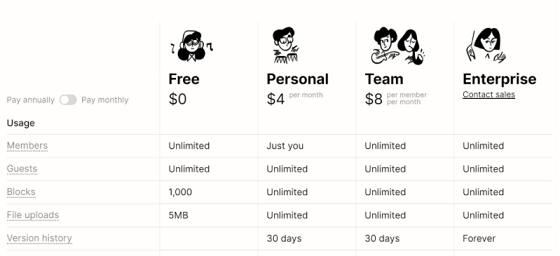 Free Personal Team Enterprise
Pay annually Pay monthly $0 $4 per month $8 per member per month Contact sales
Usage
Members Unlimited Just you Unlimited Unlimited
Guests Unlimited Unlimited Unlimited Unlimited
Blocks 1,000 Unlimited Unlimited Unlimited
File uploads 5MB Unlimited Unlimited Unlimited
Version history 30 days 30 days Forever